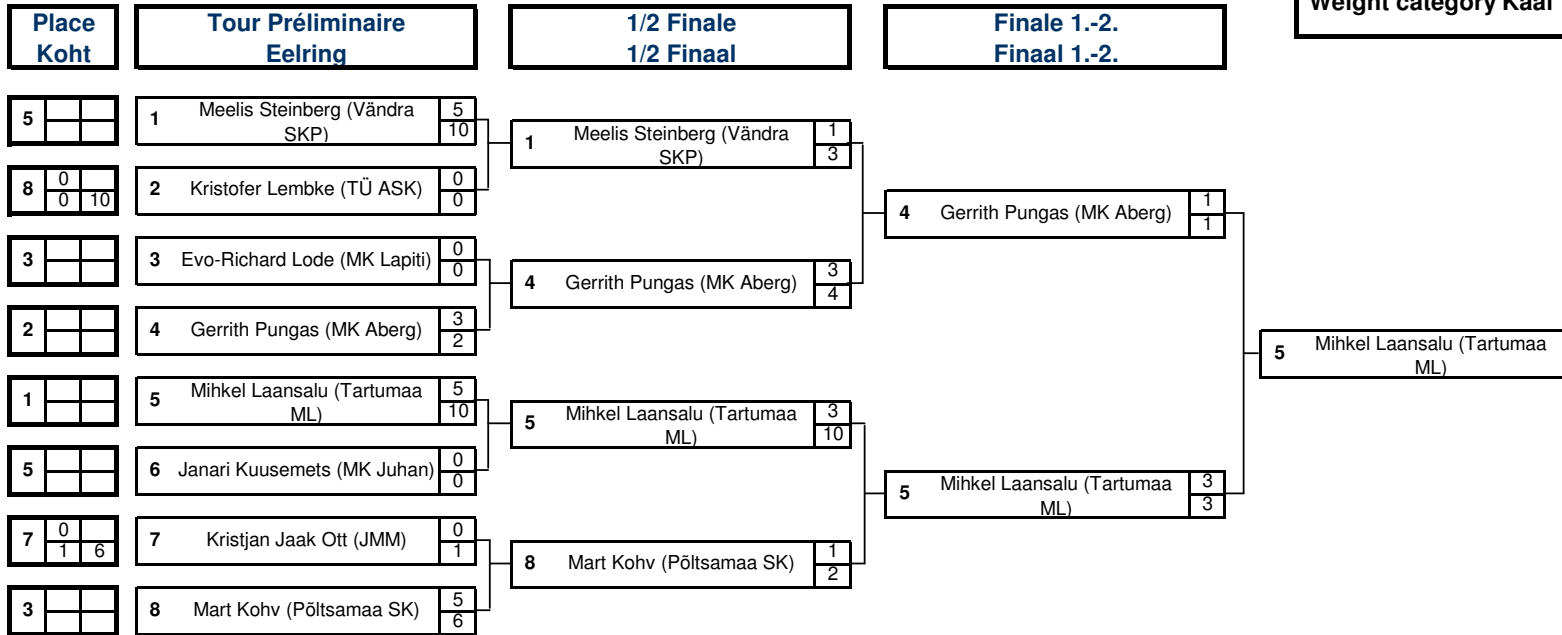 Weight category Kaal
Place
Koht
Tour Préliminaire
Eelring
1/2 Finale
1/2 Finaal
Finale 1.-2.
Finaal 1.-2.
5
1
Meelis Steinberg (Vändra
SKP)
5
10
8
0
0 10
2
Kristofer Lembke (TÜ ASK)
0
0
3
3
Evo-Richard Lode (MK Lapiti)
0
0
2
4
Gerrith Pungas (MK Aberg)
3
2
1
5
Mihkel Laansalu (Tartumaa
ML)
5
10
5
6
Janari Kuusemets (MK Juhan)
0
0
7
0
1 6
7
Kristjan Jaak Ott (JMM)
0
1
3
8
Mart Kohv (Põltsamaa SK)
5
6
1
Meelis Steinberg (Vändra
SKP)
1
3
4
Gerrith Pungas (MK Aberg)
3
4
5
Mihkel Laansalu (Tartumaa
ML)
3
10
8
Mart Kohv (Põltsamaa SK)
1
2
4
Gerrith Pungas (MK Aberg)
1
1
5
Mihkel Laansalu (Tartumaa
ML)
3
3
5
Mihkel Laansalu (Tartumaa
ML)